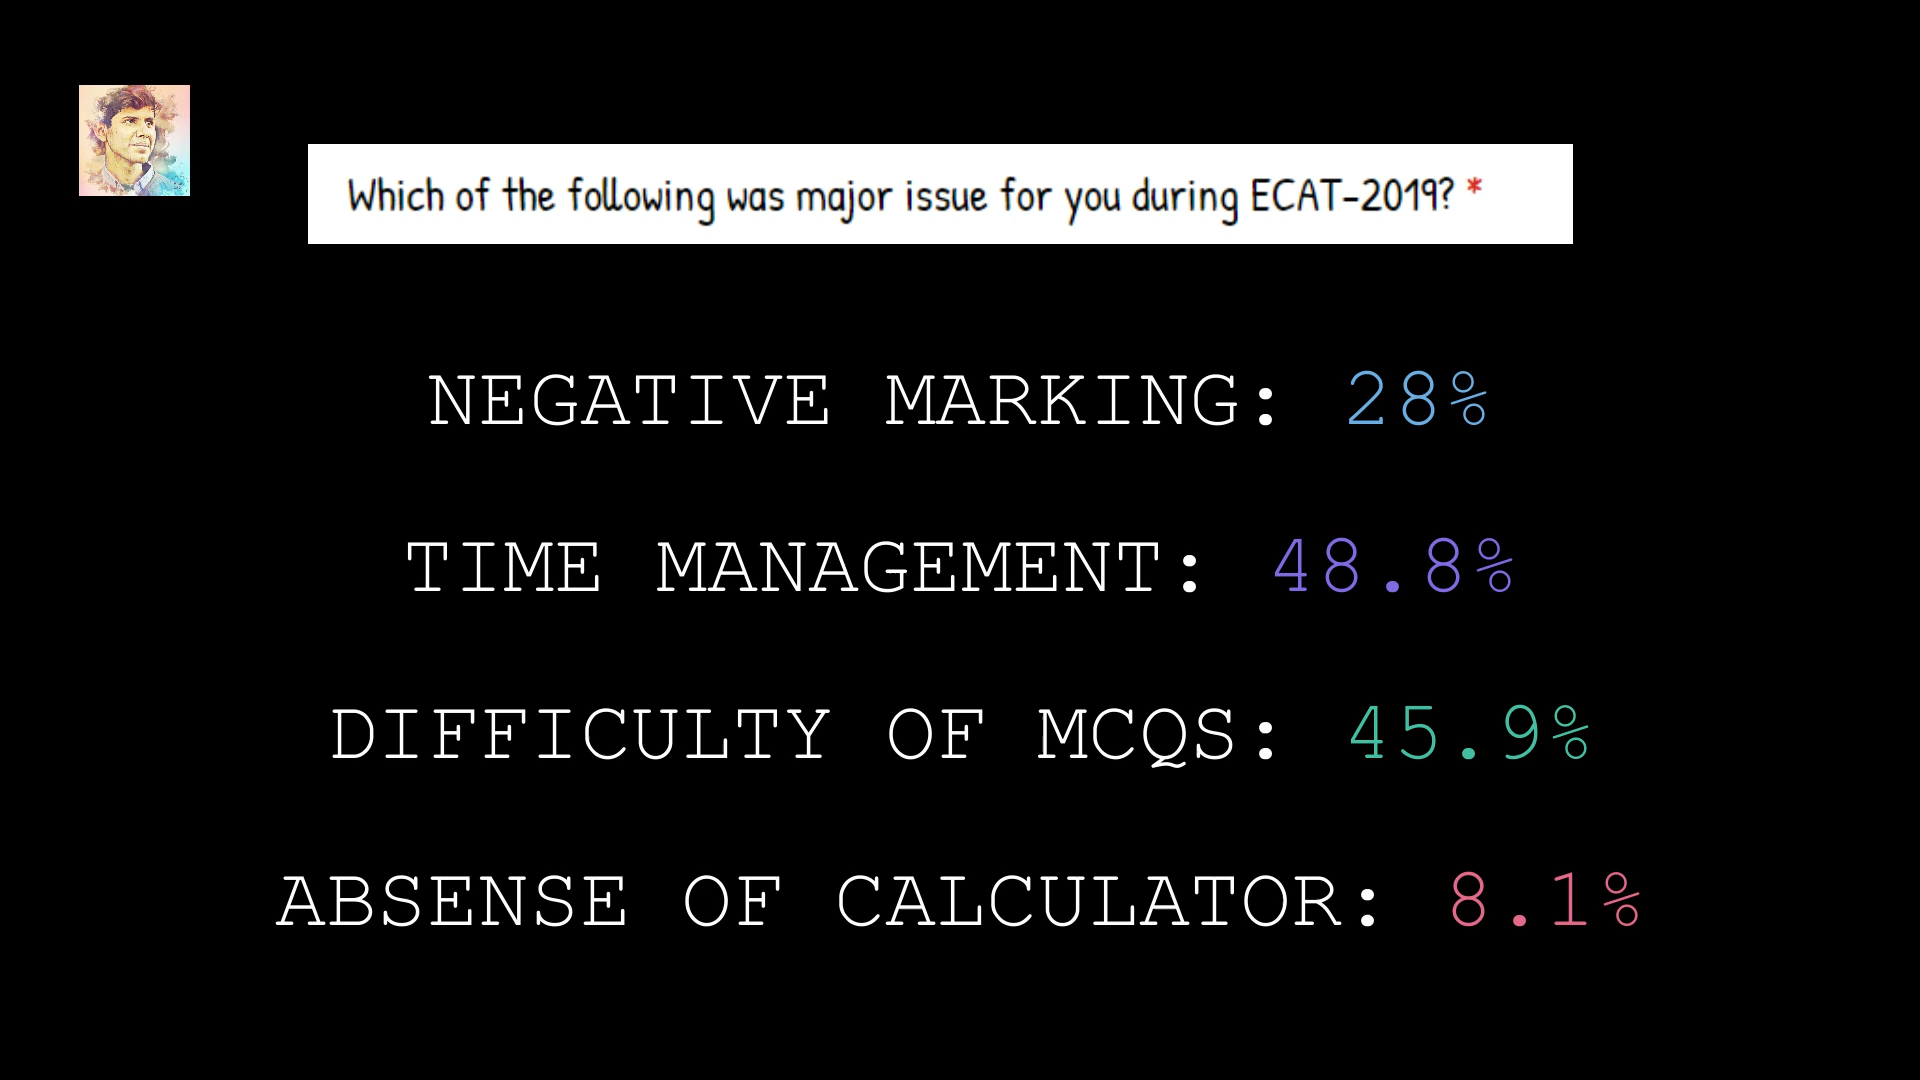 Which of the following was major issue for you during ECAT-2019? *
NEGATIVE MARKING: 28%
TIME MANAGEMENT: 48.8%
DIFFICULTY OF MCQS: 45.9%
ABSENSE OF CALCULATOR: 8.1%